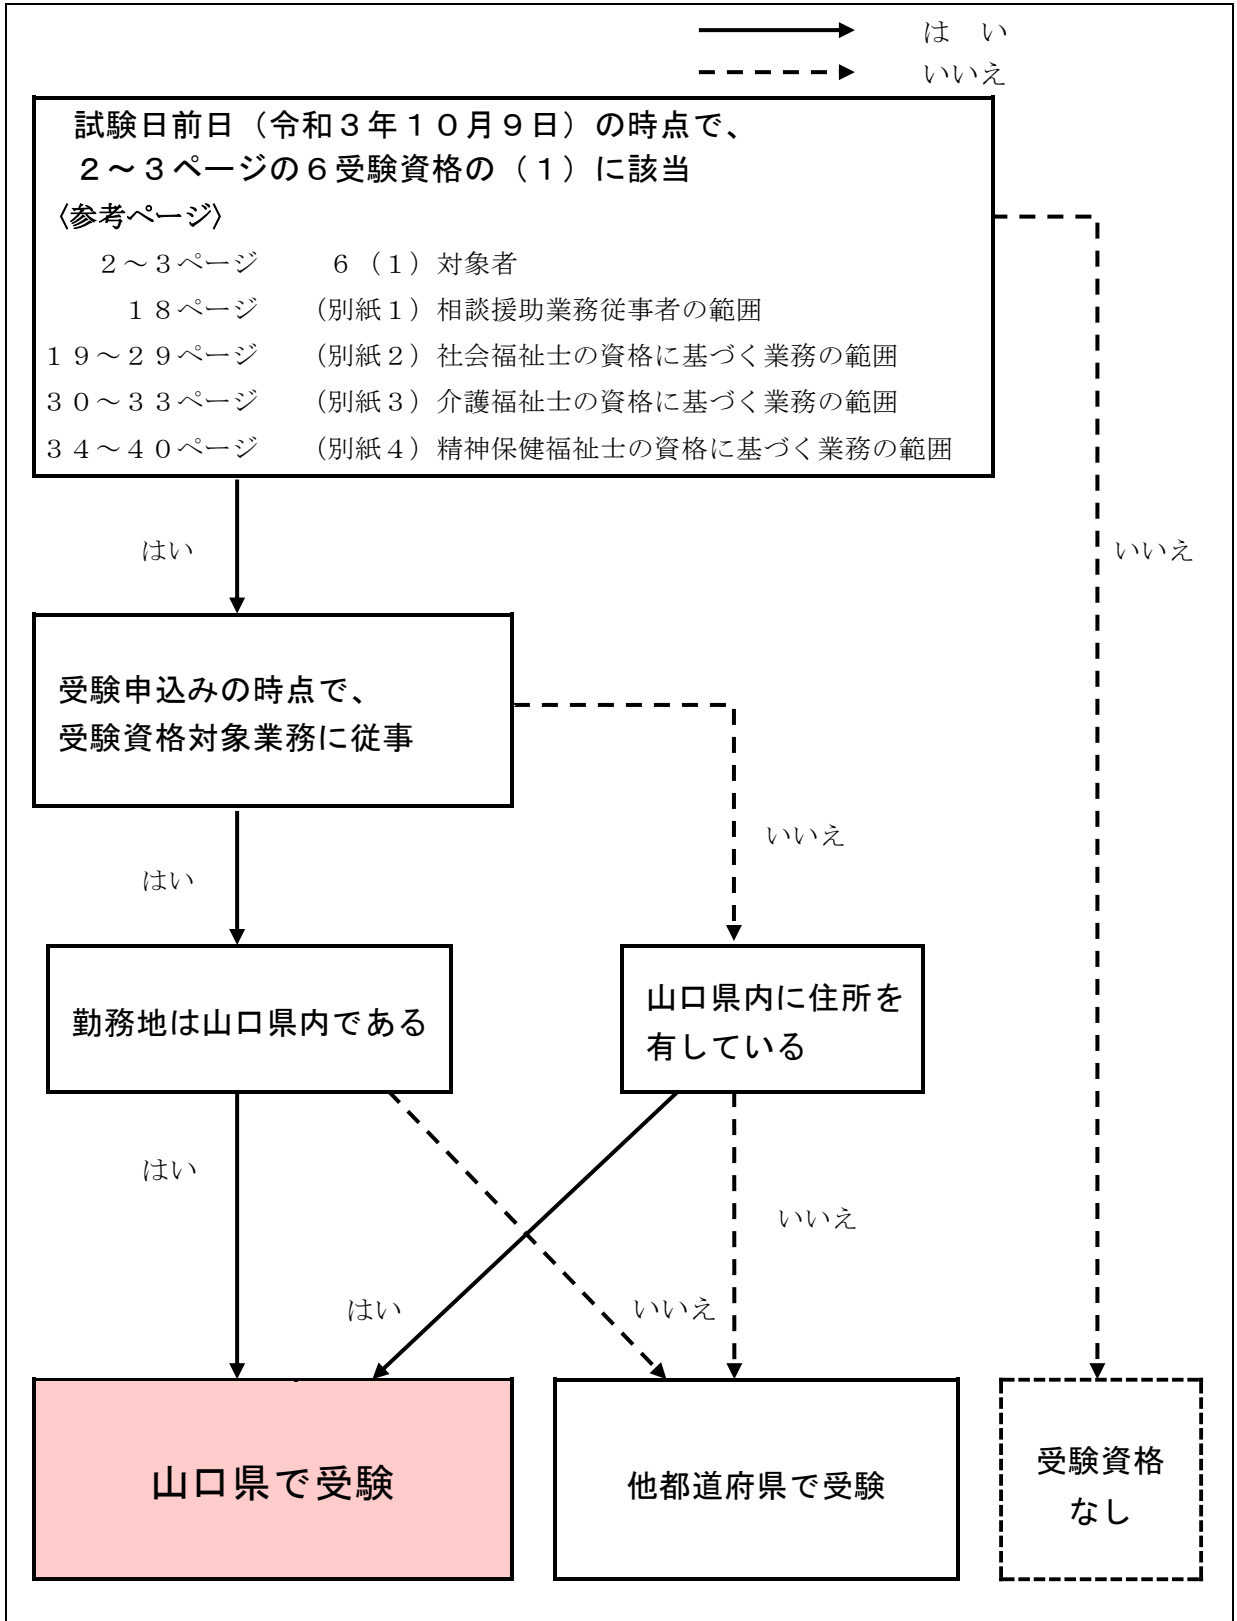 は　い
いいえ
試験日前日（令和３年１０月９日）の時点で、
２～３ページの６受験資格の（１）に該当
〈参考ページ〉
２～３ページ　　６（１）対象者
１８ページ　　（別紙１）相談援助業務従事者の範囲
１９～２９ページ　　（別紙２）社会福祉士の資格に基づく業務の範囲
３０～３３ページ　　（別紙３）介護福祉士の資格に基づく業務の範囲
３４～４０ページ　　（別紙４）精神保健福祉士の資格に基づく業務の範囲
はい
いいえ
受験申込みの時点で、
受験資格対象業務に従事
いいえ
はい
勤務地は山口県内である
山口県内に住所を
有している
はい
いいえ
はい
いいえ
山口県で受験
他都道府県で受験
受験資格
なし